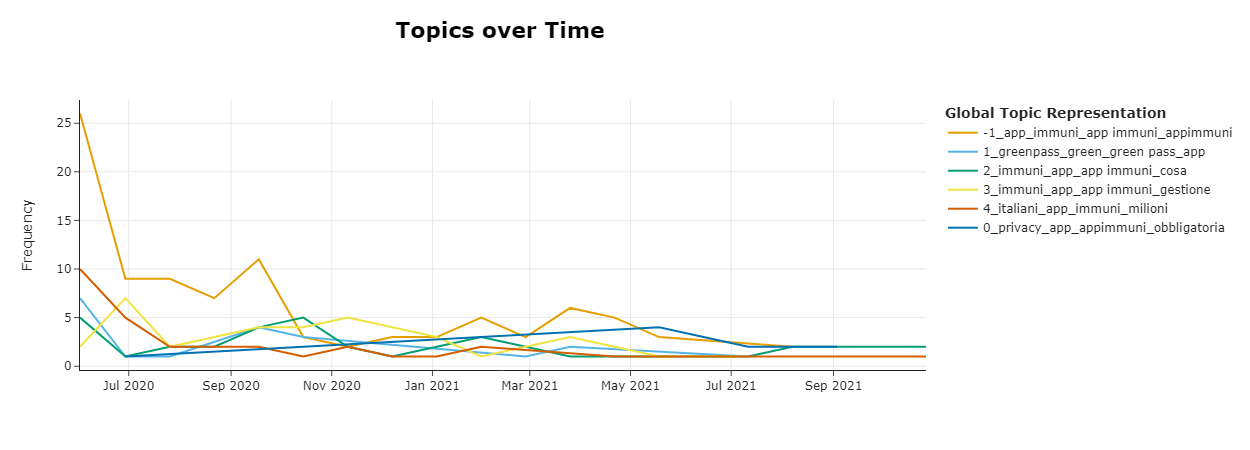 Topics over Time
Global Topic Representation
-1_app_immuni_app immuni_appimmuni
1_greenpass_green_green pass_app
2_immuni_app_app immuni_cosa
3_immuni_app_app immuni_gestione
4_italiani_app_immuni_milioni
0_privacy_app_appimmuni_obbligatoria
Frequency
25
20
15
10
5
0
Jul 2020
Sep 2020
Nov 2020
Jan 2021
Mar 2021
May 2021
Jul 2021
Sep 2021